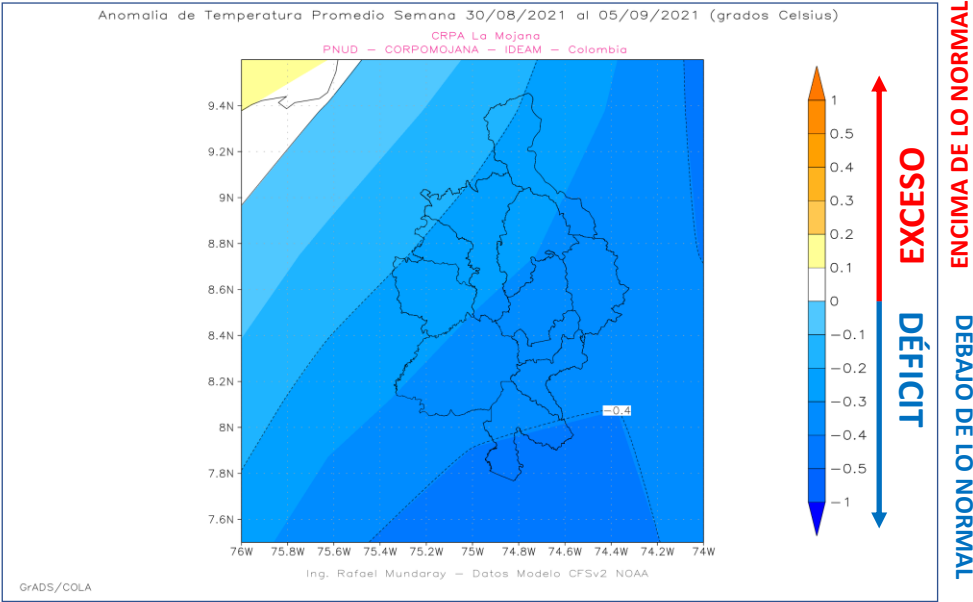 Anomalia de Temperatura Promedio Semana 30/08/2021 al 05/09/2021 (grados Celsius)
CRPA La Mojana
PNUD – CORPOMOJANA – IDEAM – Colombia
9.4N
9.2N
9N
8.8N
8.6N
8.4N
8.2N
8N
7.8N
7.6N
76W 75.8W 75.6W 75.4W 75.2W 75W 74.8W 74.6W 74.4W 74.2W 74W
−0.4
1
0.5
0.4
0.3
0.2
0.1
0
−0.1
−0.2
−0.3
−0.4
−0.5
−1
EXCESO
DÉFICIT
ENCIMA DE LO NORMAL
DEBAJO DE LO NORMAL
Ing. Rafael Mundaray – Datos Modelo CFSv2 NOAA
GrADS/COLA